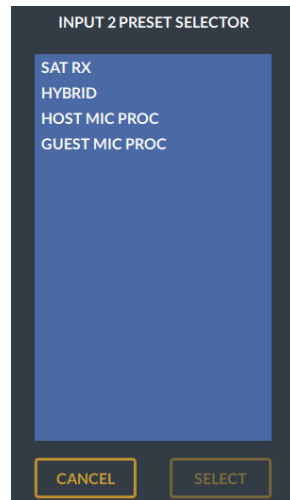 INPUT 2 PRESET SELECTOR
SAT RX
HYBRID
HOST MIC PROC
GUEST MIC PROC
CANCEL
SELECT